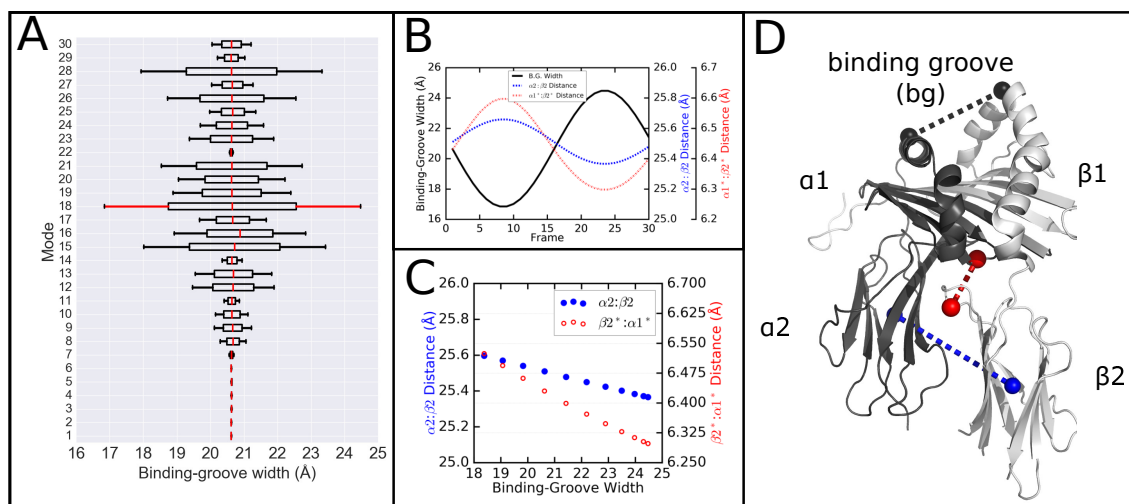 A
30
29
28
27
26
25
24
23
22
21
20
19
18
17
16
15
14
13
12
11
10
9
8
7
6
5
4
3
2
1
Mode
16 17 18 19 20 21 22 23 24 25
Binding-groove width (Å)
B
B.G. Width
α2:β2 Distance
α1*:β2* Distance
26
24
22
20
18
16
Binding-Groove Width (Å)
0 5 10 15 20 25 30
Frame
26.0
25.8
25.6
25.4
25.2
25.0
α2:β2 Distance (Å)
6.7
6.6
6.5
6.4
6.3
6.2
α1*:β2* Distance (Å)
C
α2:β2
β2*:α1*
26.0
25.8
25.6
25.4
25.2
25.0
α2:β2 Distance (Å)
18 19 20 21 22 23 24 25
Binding-Groove Width
6.700
6.625
6.550
6.475
6.400
6.325
6.250
β2*:α1* Distance (Å)
D
binding groove
(bg)
α1
β1
α2
β2